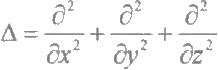 Δ = ∂²/∂x² + ∂²/∂y² + ∂²/∂z²